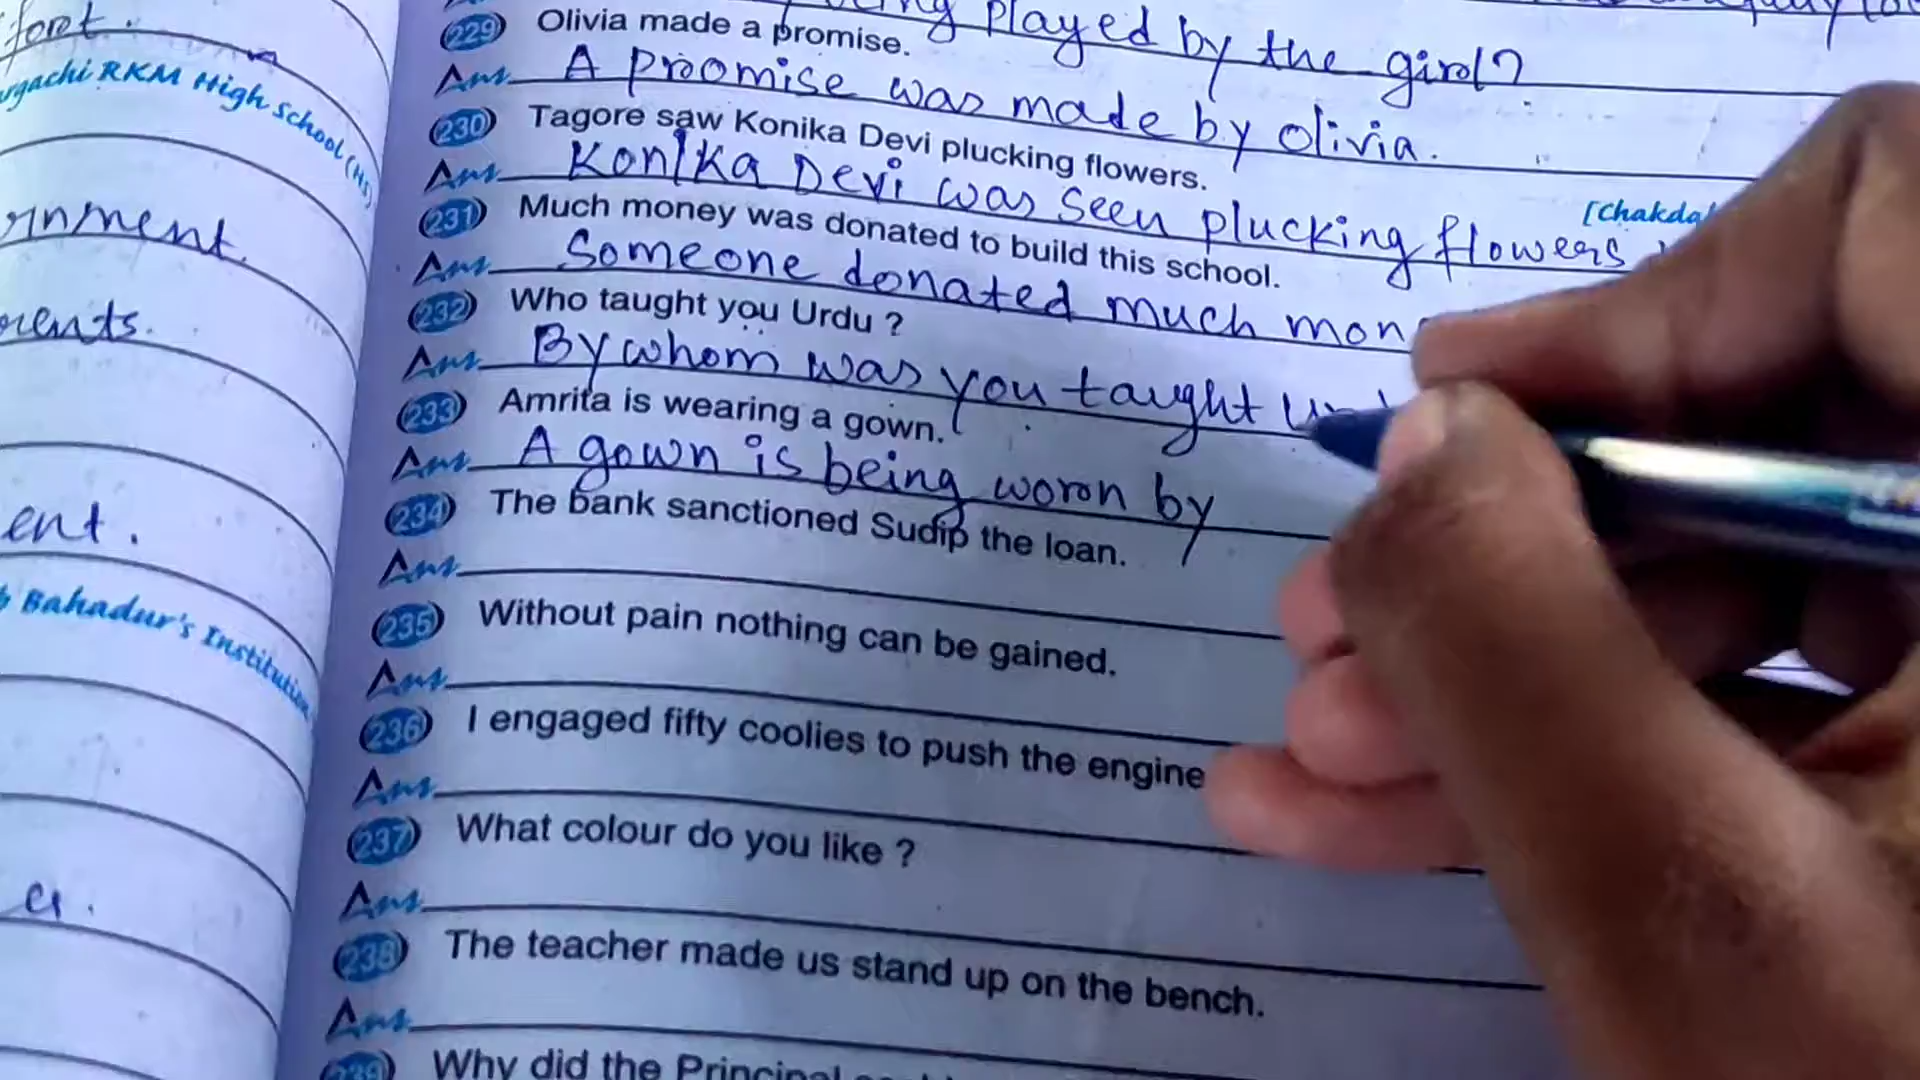 fort.
being played by the girl?
229 Olivia made a promise.
Ans. A promise was made by Olivia.
RKM High School (HS)
230 Tagore saw Konika Devi plucking flowers.
Ans. Konika Devi was seen plucking flowers
[Chakda
231 Much money was donated to build this school.
Ans. Someone donated much
232 Who taught you Urdu ?
Ans. By whom was you taught
233 Amrita is wearing a gown.
Ans. A gown is being worn by
234 The bank sanctioned Sudip the loan.
Ans.
ent.
235 Without pain nothing can be gained.
Ans.
Bahadur's Institution
236 I engaged fifty coolies to push the engine
Ans.
237 What colour do you like ?
Ans.
238 The teacher made us stand up on the bench.
Ans.
239 Why did the Principal